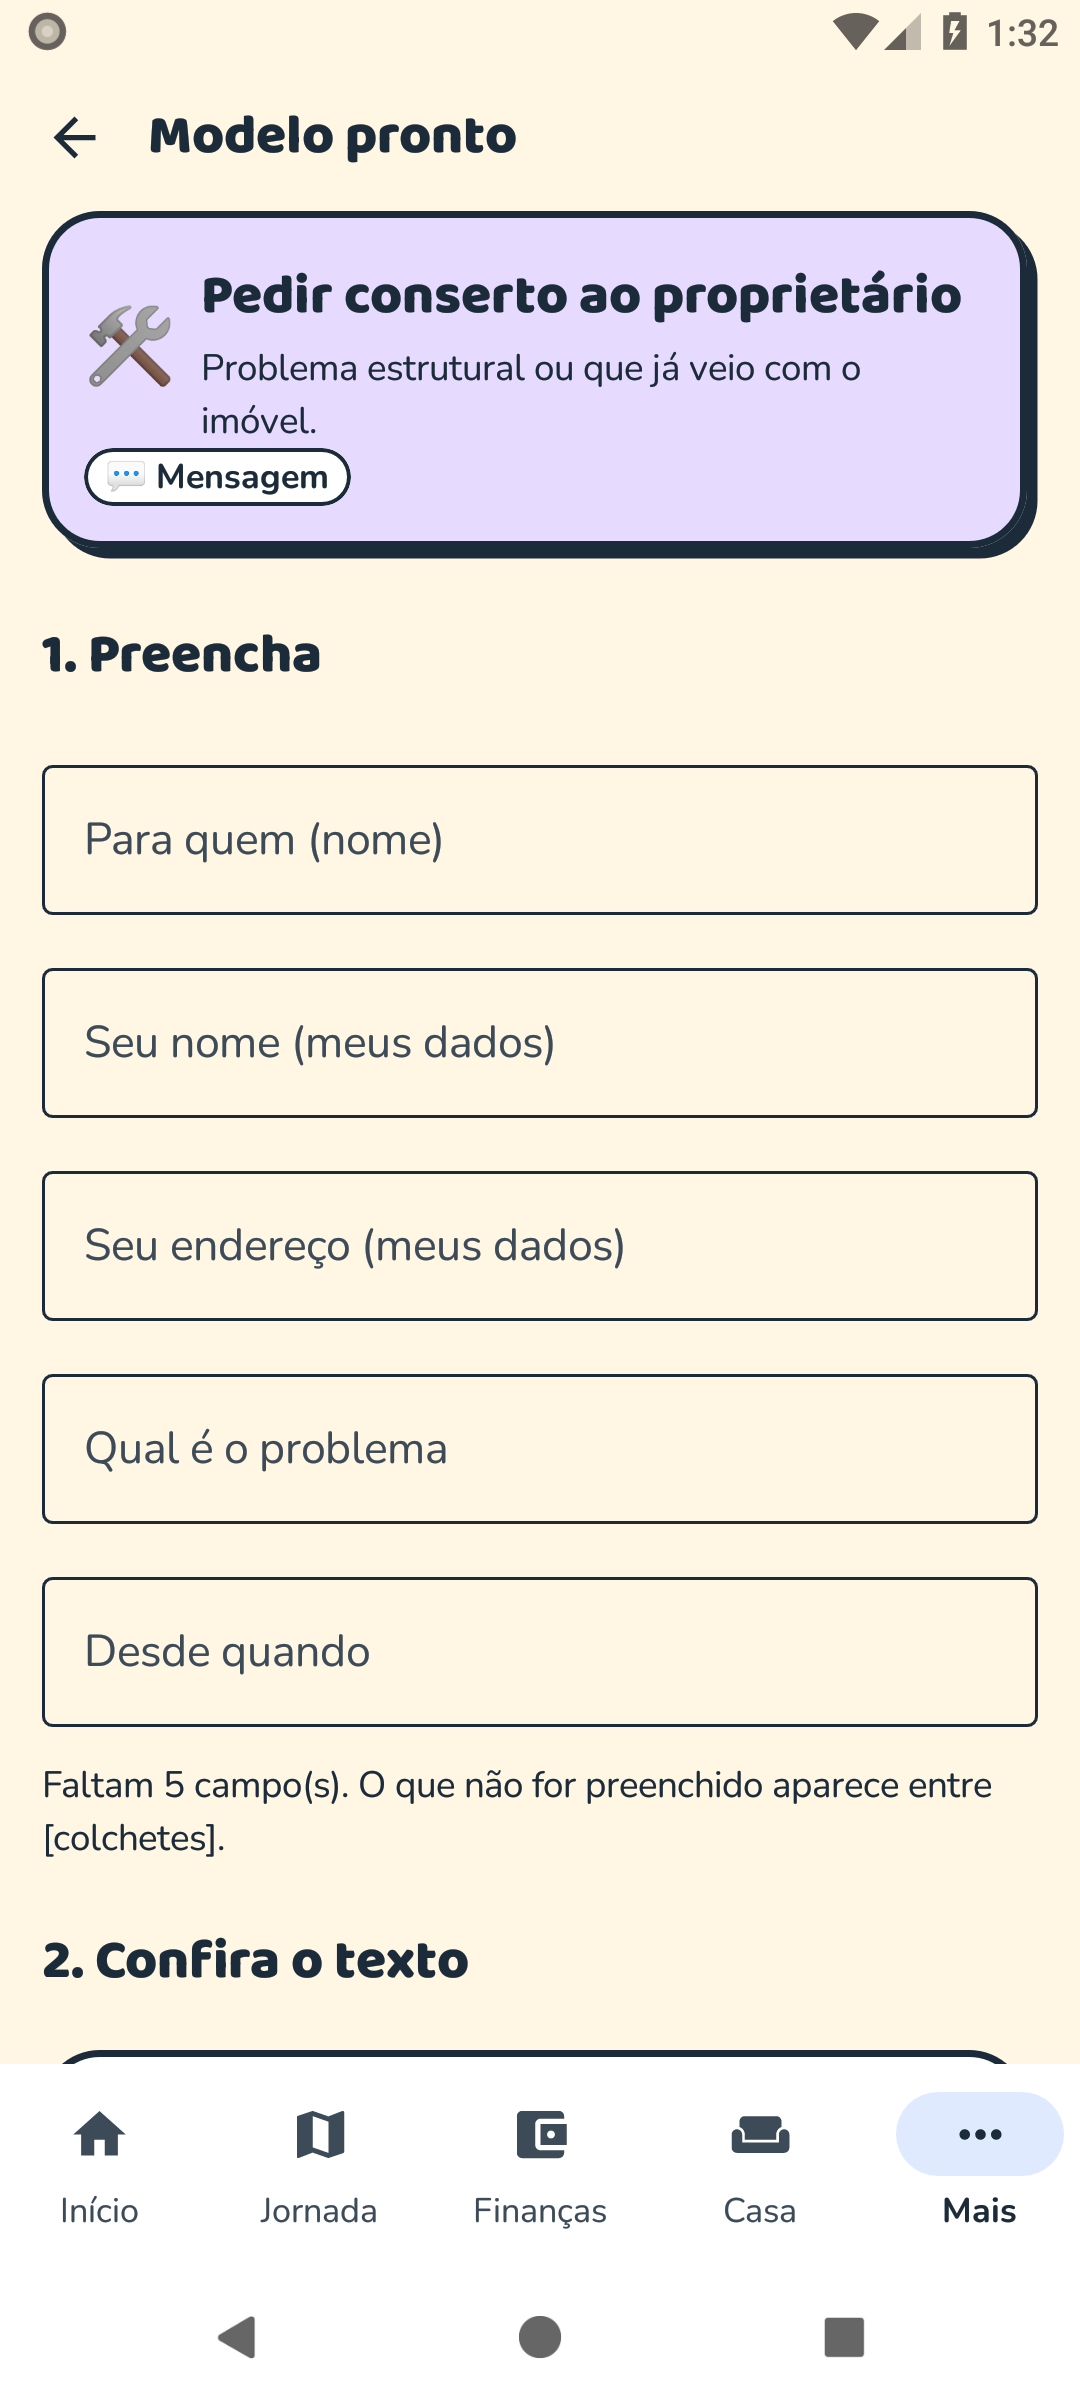 1:32
Modelo pronto
Pedir conserto ao proprietário
Problema estrutural ou que já veio com o
imóvel.
Mensagem
1. Preencha
Para quem (nome)
Seu nome (meus dados)
Seu endereço (meus dados)
Qual é o problema
Desde quando
Faltam 5 campo(s). O que não for preenchido aparece entre
[colchetes].
2. Confira o texto
Início
Jornada
Finanças
Casa
Mais